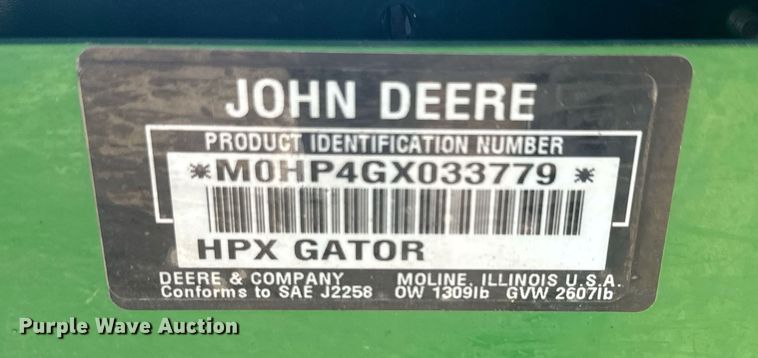 JOHN DEERE
PRODUCT IDENTIFICATION NUMBER
*M0HP4GX033779*
HPX GATOR
DEERE & COMPANY MOLINE, ILLINOIS U.S.A.
Conforms to SAE J2258 OW 1309lb GVW 2607lb
Purple Wave Auction